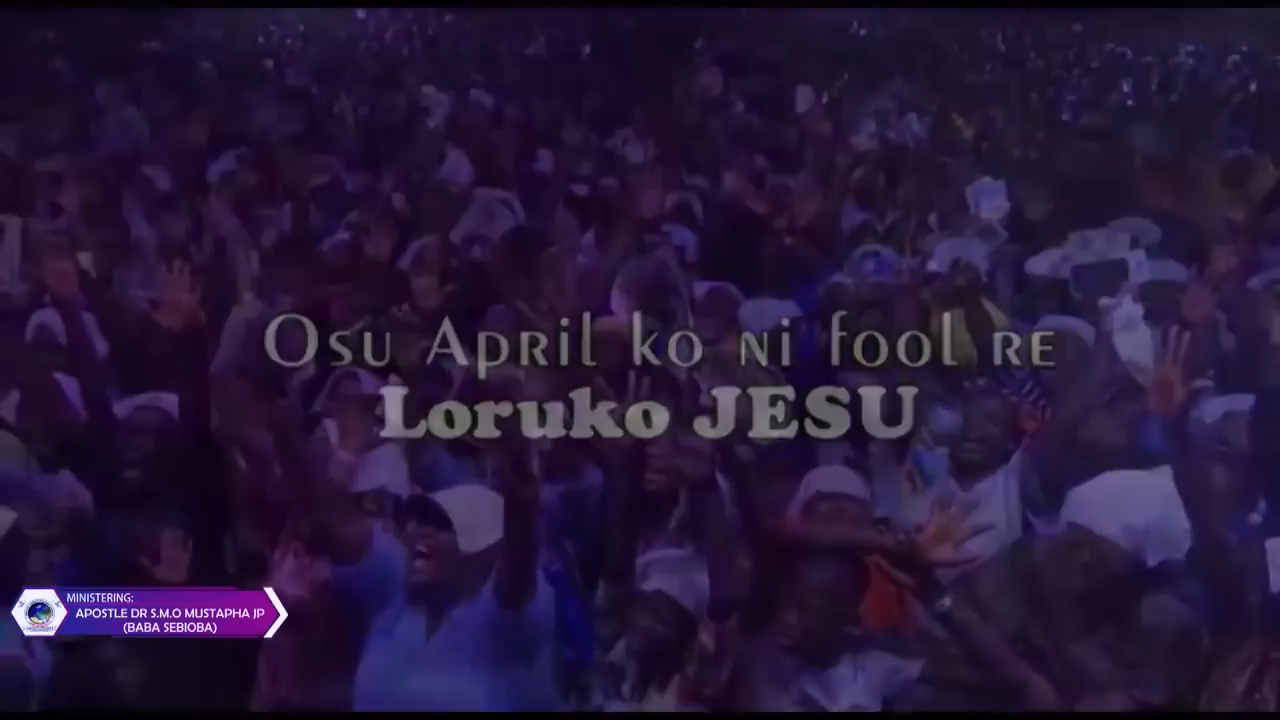 Osu April ko ni fool re
Loruko JESU
MINISTERING:
APOSTLE DR S.M.O MUSTAPHA JP
(BABA SEBIOBA)